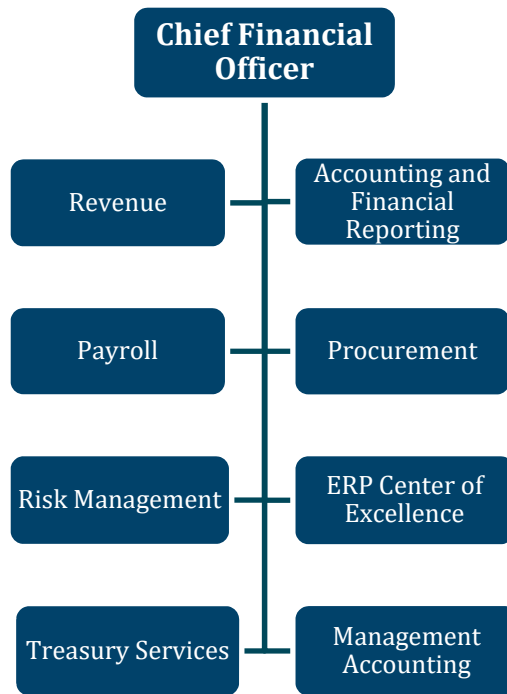 Chief Financial
Officer
Revenue
Accounting and
Financial
Reporting
Payroll
Procurement
Risk Management
ERP Center of
Excellence
Treasury Services
Management
Accounting